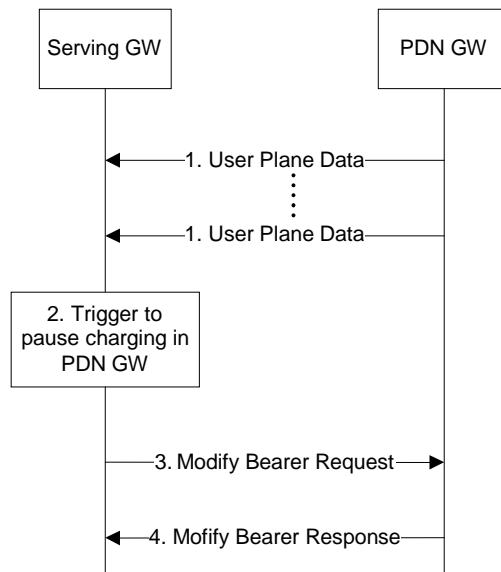 Serving GW
PDN GW
1. User Plane Data
1. User Plane Data
2. Trigger to
pause charging in
PDN GW
3. Modify Bearer Request
4. Mofify Bearer Response